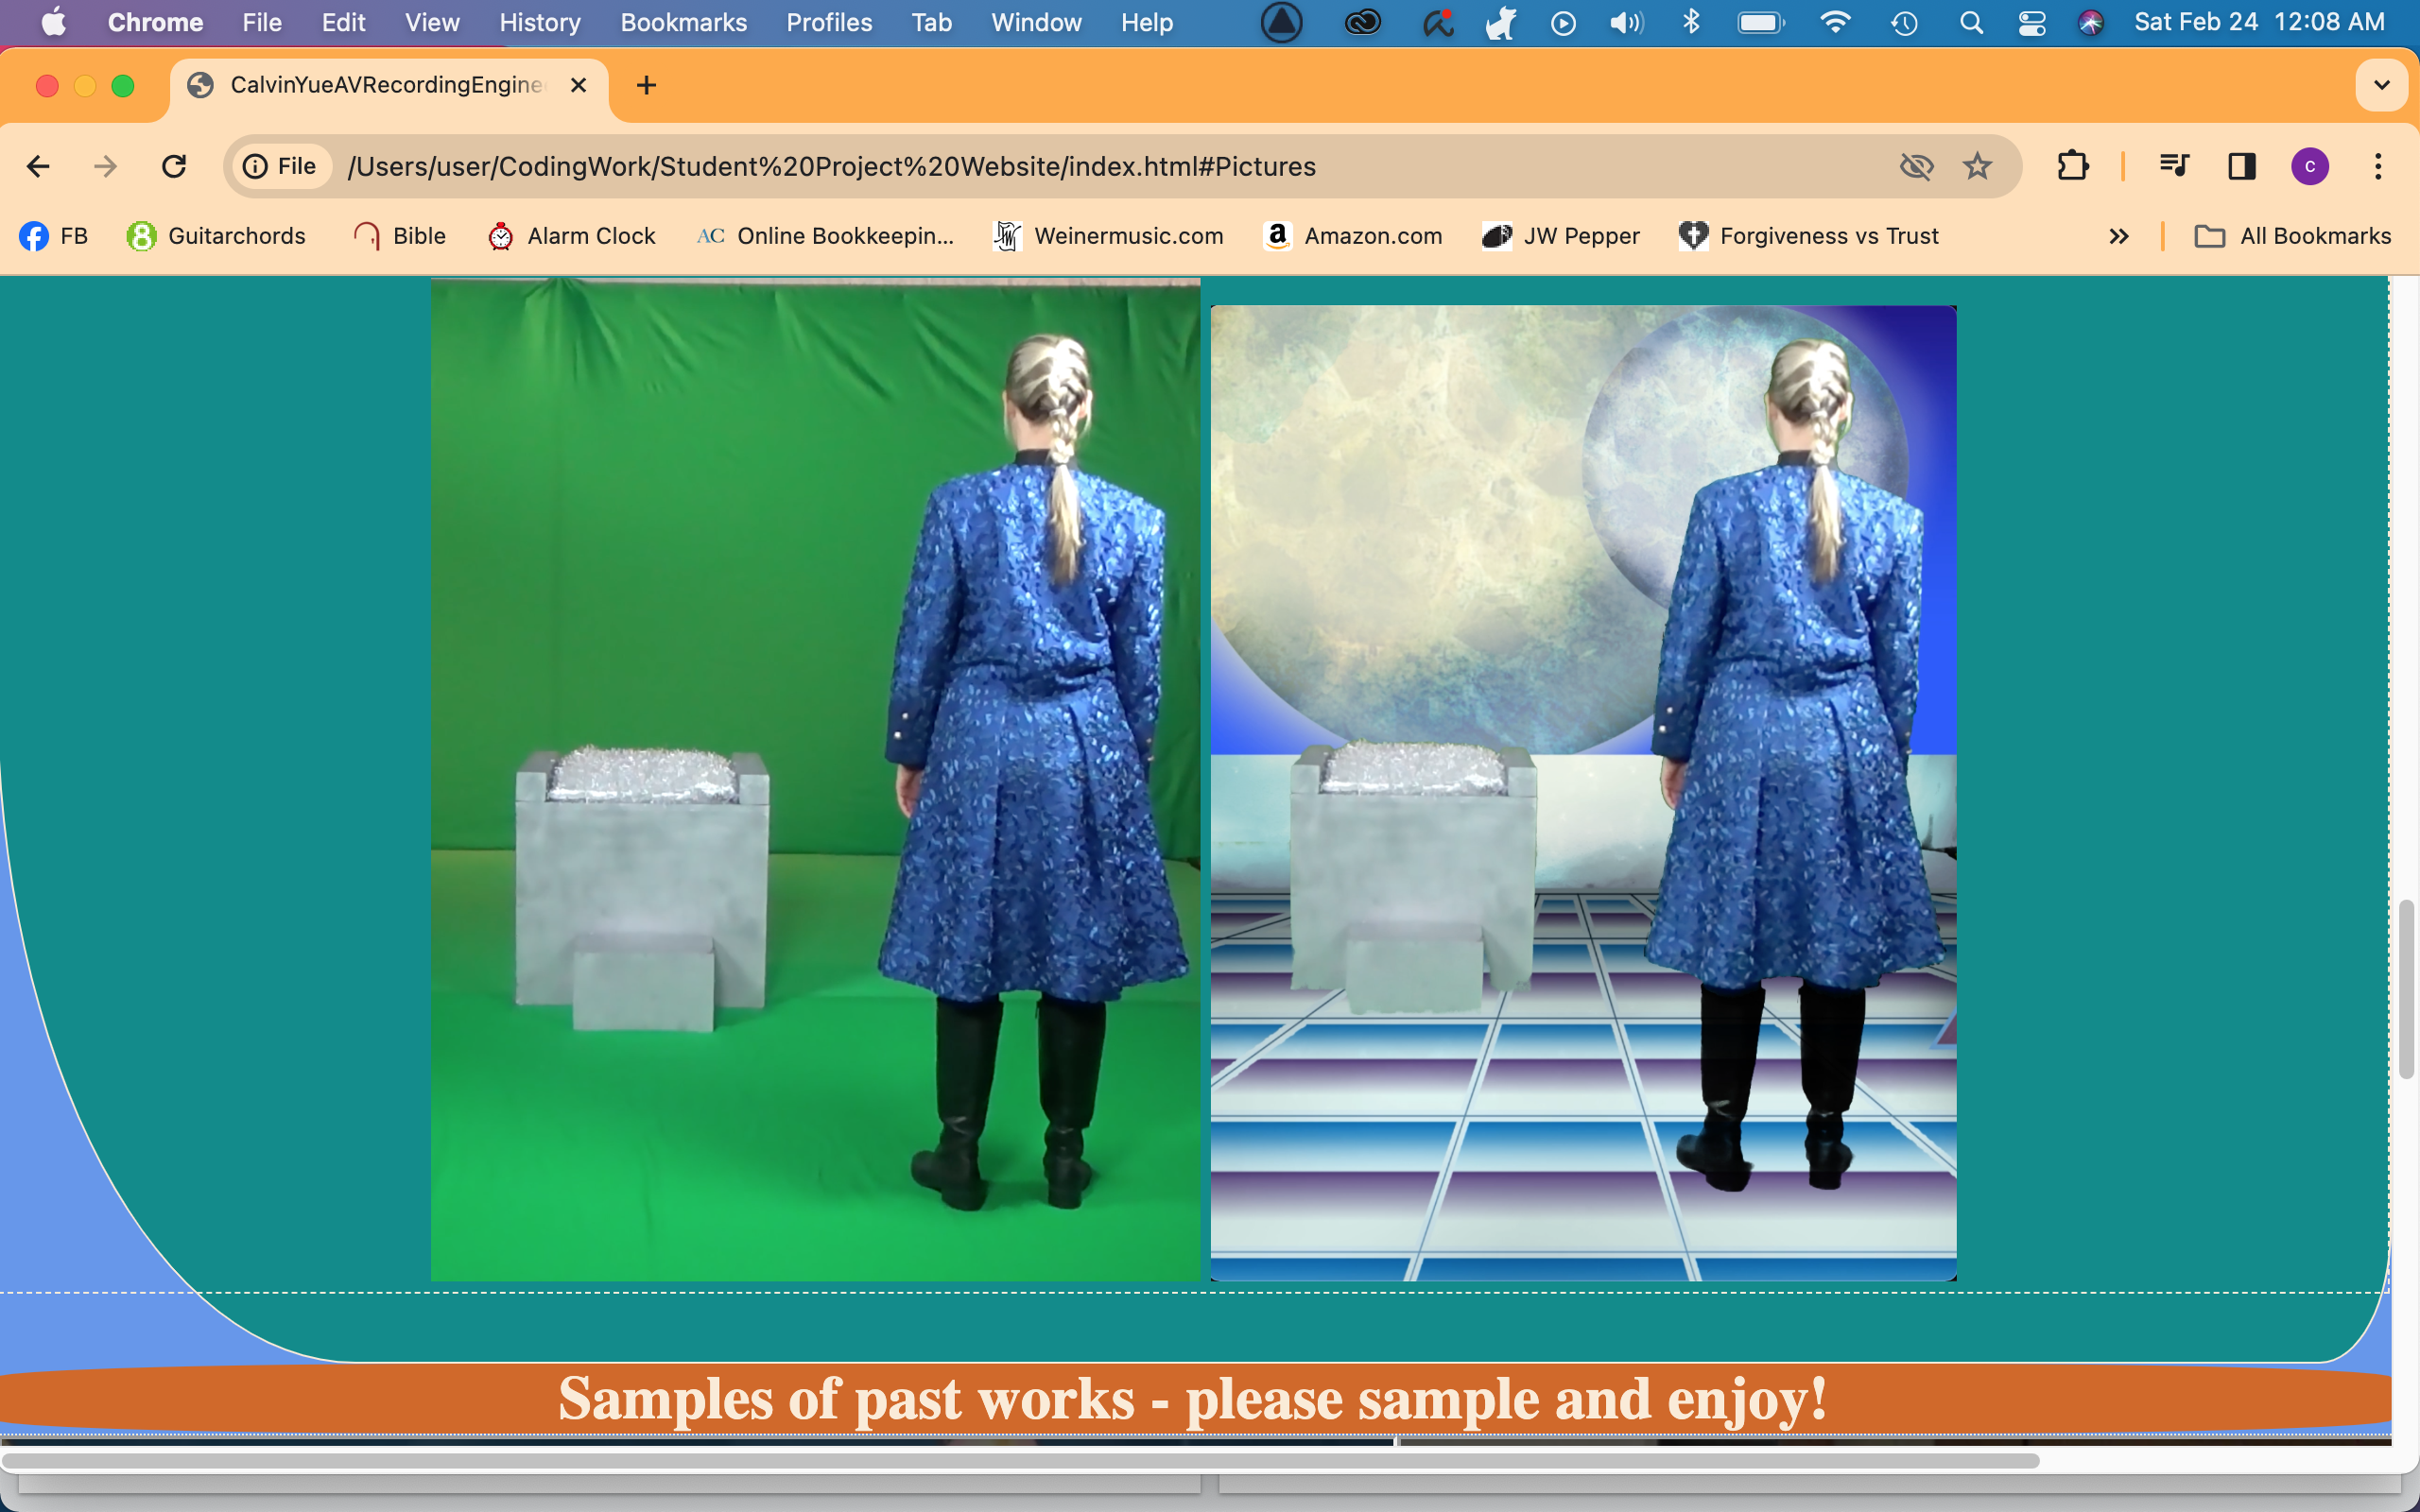 Chrome File Edit View History Bookmarks Profiles Tab Window Help Sat Feb 24 12:08 AM
CalvinYueAVRecordingEngine
File /Users/user/CodingWork/Student%20Project%20Website/index.html#Pictures C
FB Guitarchords Bible Alarm Clock AC Online Bookkeepin... Weinermusic.com Amazon.com JW Pepper Forgiveness vs Trust All Bookmarks
Samples of past works - please sample and enjoy!